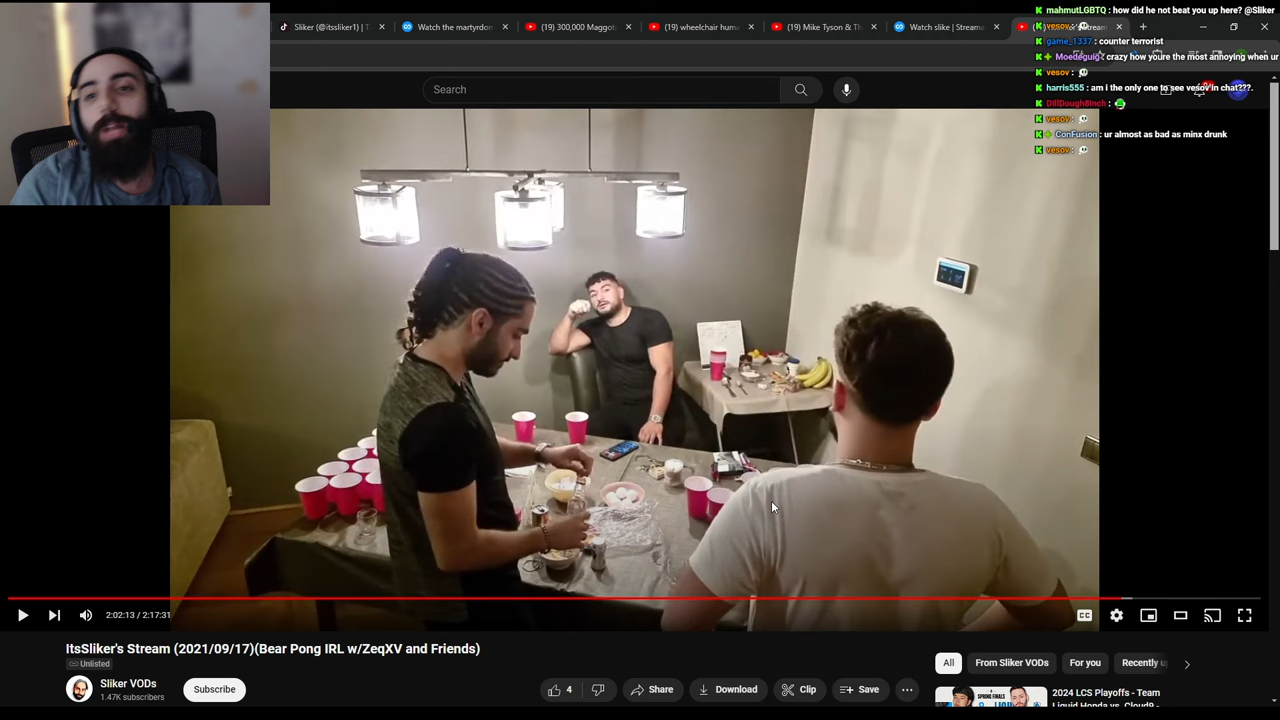 Sliker (@itssliker1) | T
Watch the martyrdon
(19) 300,000 Maggot
(19) wheelchair hum
(19) Mike Tyson & Th
Watch slike | Stream
mahmutLGBTQ : how did he not beat you up here? @Sliker
vesov :
game_1337: counter terrorist
Moedeguig : crazy how youre the most annoying when ur
vesov :
harris555 : am i the only one to see vesov in chat???.
DillDough8Inch :
vesov :
ConFusion : ur almost as bad as minx drunk
vesov :
Search
2:02:13 / 2:17:31
CC
ItsSliker's Stream (2021/09/17)(Bear Pong IRL w/ZeqXV and Friends)
Unlisted
Sliker VODs
1.47K subscribers
Subscribe
4
Share
Download
Clip
Save
All
From Sliker VODs
For you
Recently u
2024 LCS Playoffs - Team
Liquid Honda vs. Cloud9 -